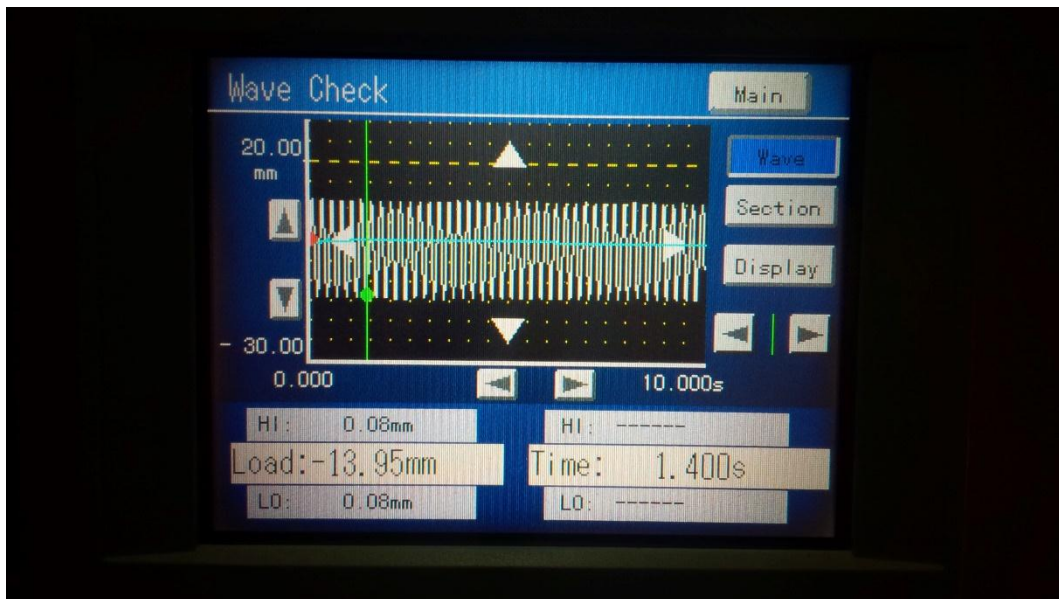 Wave Check
Main
20.00
mm
Wave
Section
Display
- 30.00
0.000
10.000s
HI: 0.08mm
HI: ------
Load:-13.95mm
Time: 1.400s
LO: 0.08mm
LO: ------